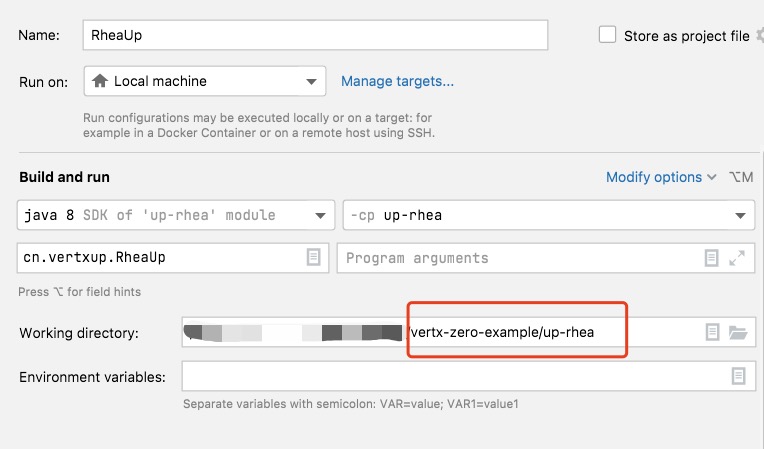 Name: RheaUp Store as project file
Run on: Local machine Manage targets...
Run configurations may be executed locally or on a target: for
example in a Docker Container or on a remote host using SSH.
Build and run Modify options ⌥M
java 8 SDK of 'up-rhea' module -cp up-rhea
cn.vertxup.RheaUp Program arguments
Press ⌥ for field hints
Working directory: /vertx-zero-example/up-rhea
Environment variables:
Separate variables with semicolon: VAR=value; VAR1=value1